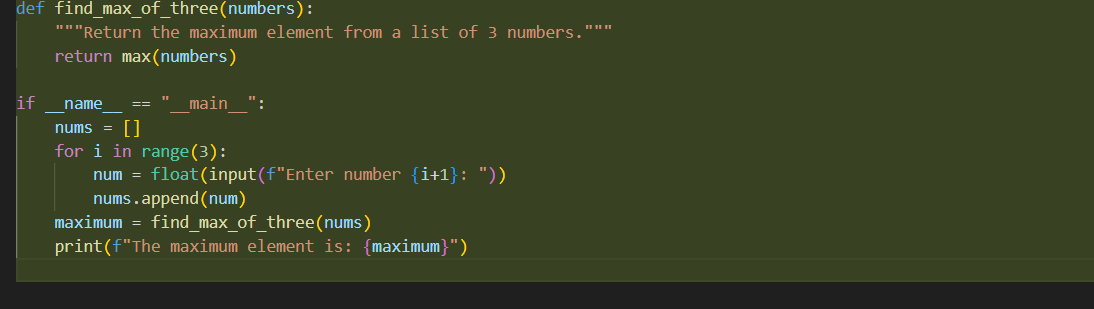 def find_max_of_three(numbers):
    """Return the maximum element from a list of 3 numbers."""
    return max(numbers)

if __name__ == "__main__":
    nums = []
    for i in range(3):
        num = float(input(f"Enter number {i+1}: "))
        nums.append(num)
    maximum = find_max_of_three(nums)
    print(f"The maximum element is: {maximum}")